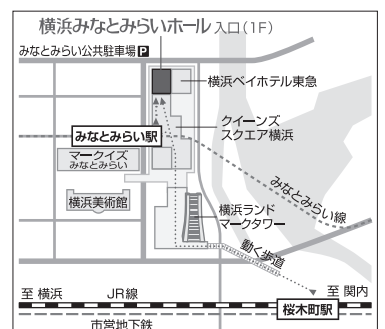 横浜みなとみらいホール 入口(1F)
みなとみらい公共駐車場 P
横浜ベイホテル東急
クイーンズ
スクエア横浜
みなとみらい駅
マークイズ
みなとみらい
みなとみらい線
横浜美術館
横浜ランド
マークタワー
動く歩道
至 横浜
JR線
至 関内
桜木町駅
市営地下鉄